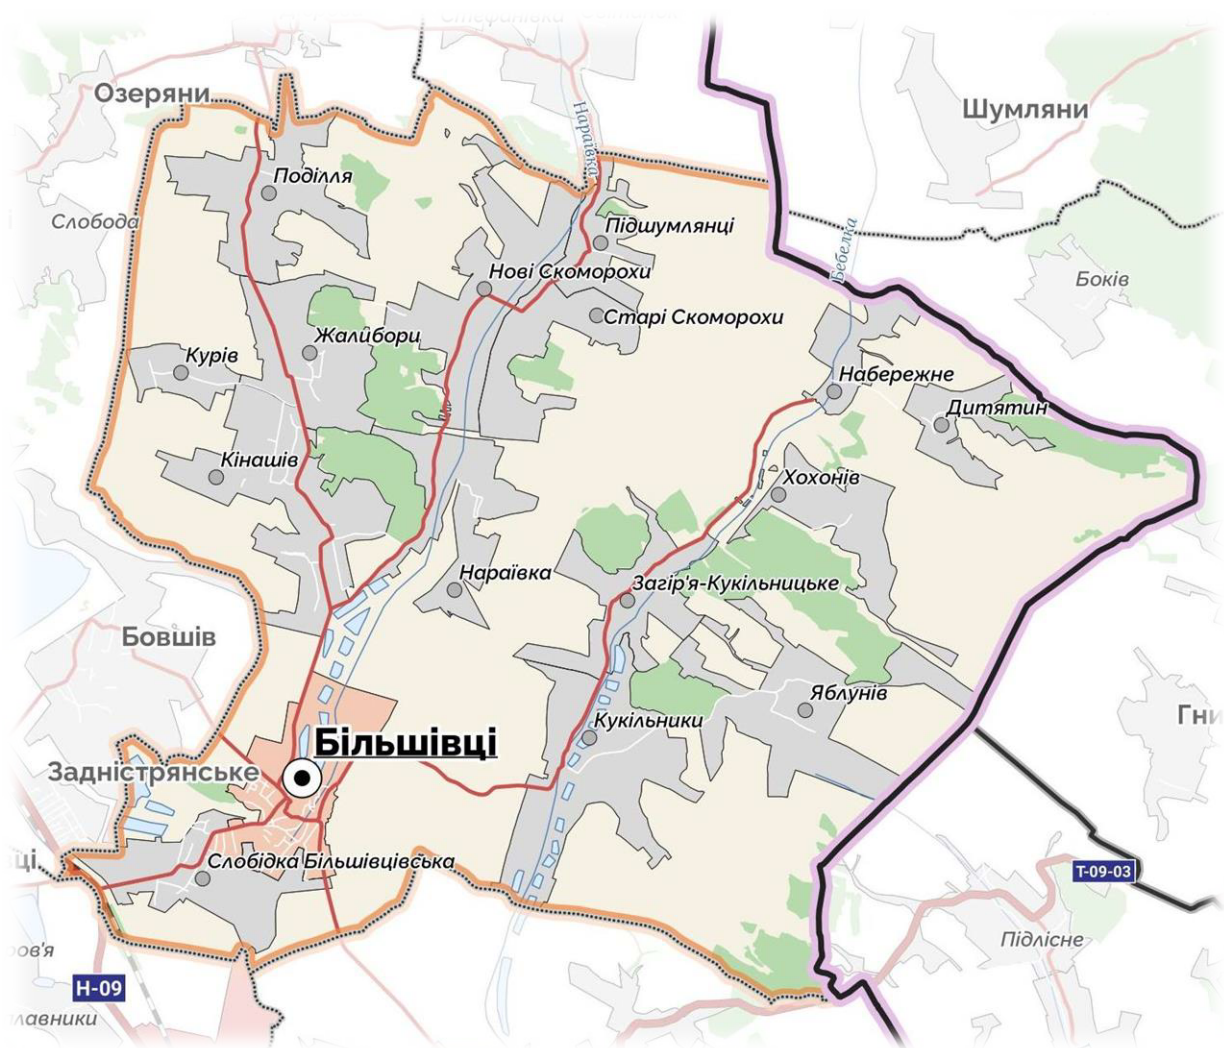 Озеряни
Шумляни
Нараївка
Поділля
Слобода
Підшумлянці
Бебелка
Нові Скоморохи
Боків
Старі Скоморохи
Жалибори
Курів
Набережне
Дитятин
Кінашів
Хохонів
Нараївка
Загір'я-Кукільницьке
Бовшів
Яблунів
Кукільники
Більшівці
Задністрянське
Слобідка Більшівцівська
Т-09-03
Підлісне
Н-09